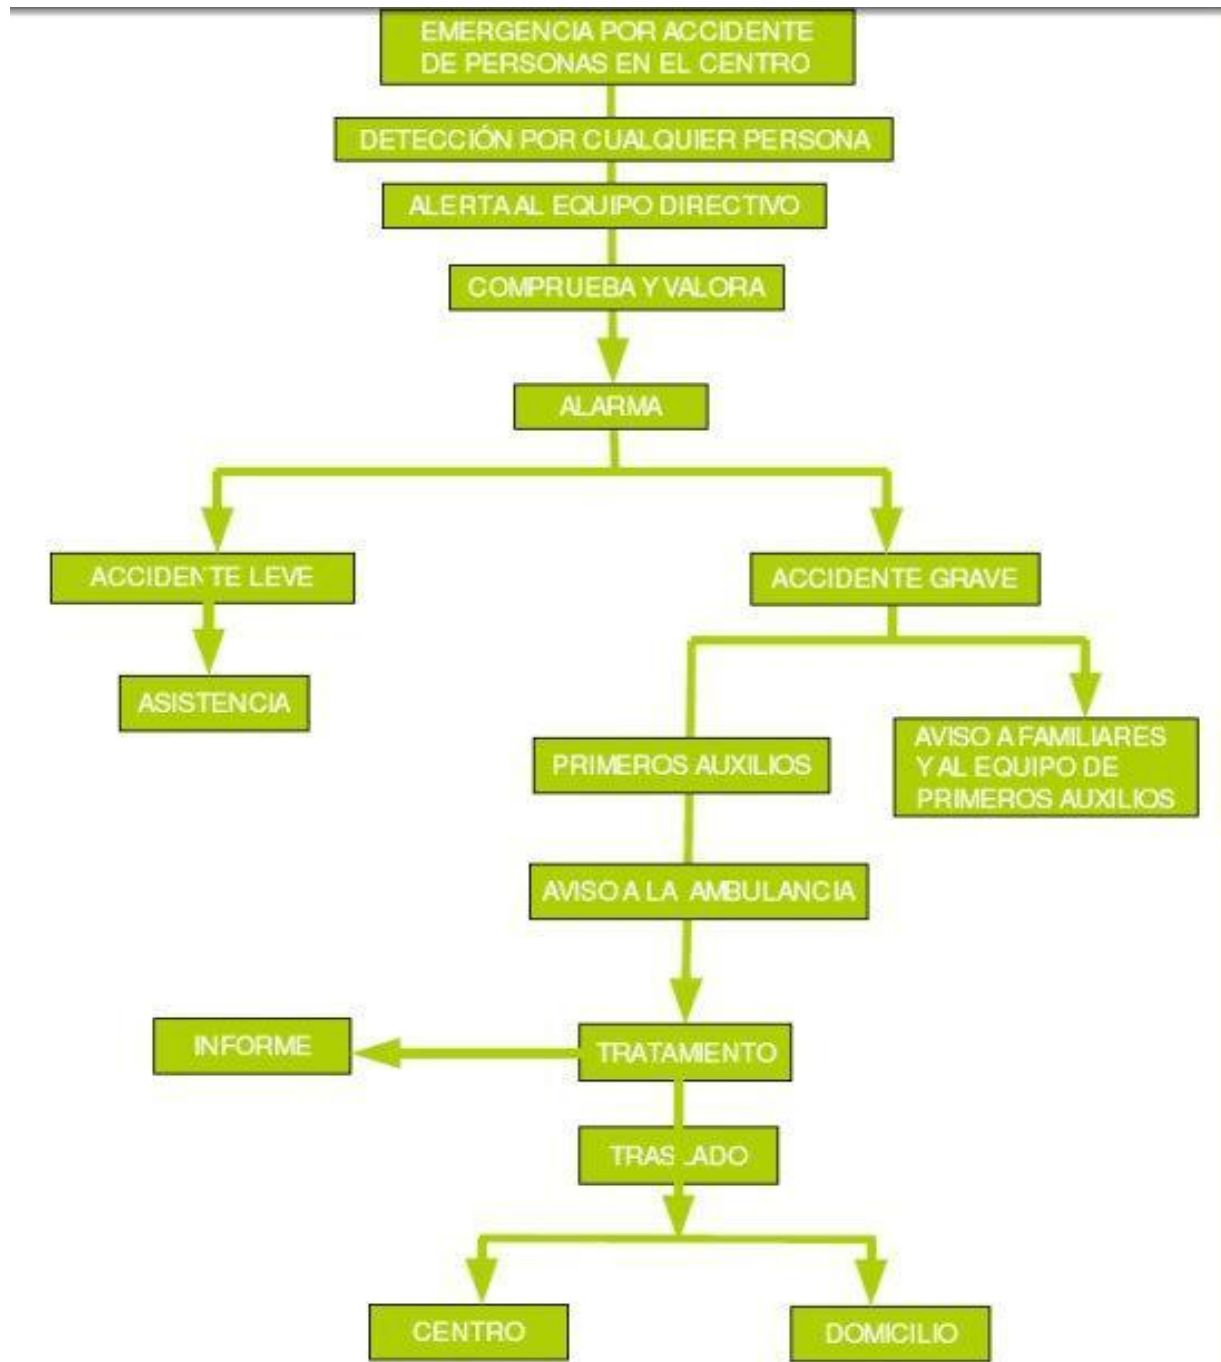 EMERGENCIA POR ACCIDENTE
DE PERSONAS EN EL CENTRO
DETECCIÓN POR CUALQUIER PERSONA
ALERTA AL EQUIPO DIRECTIVO
COMPRUEBA Y VALORA
ALARMA
ACCIDENTE LEVE
ACCIDENTE GRAVE
ASISTENCIA
AVISO A FAMILIARES
Y AL EQUIPO DE
PRIMEROS AUXILIOS
PRIMEROS AUXILIOS
AVISO A LA AMBULANCIA
INFORME
TRATAMIENTO
TRASLADO
CENTRO
DOMICILIO